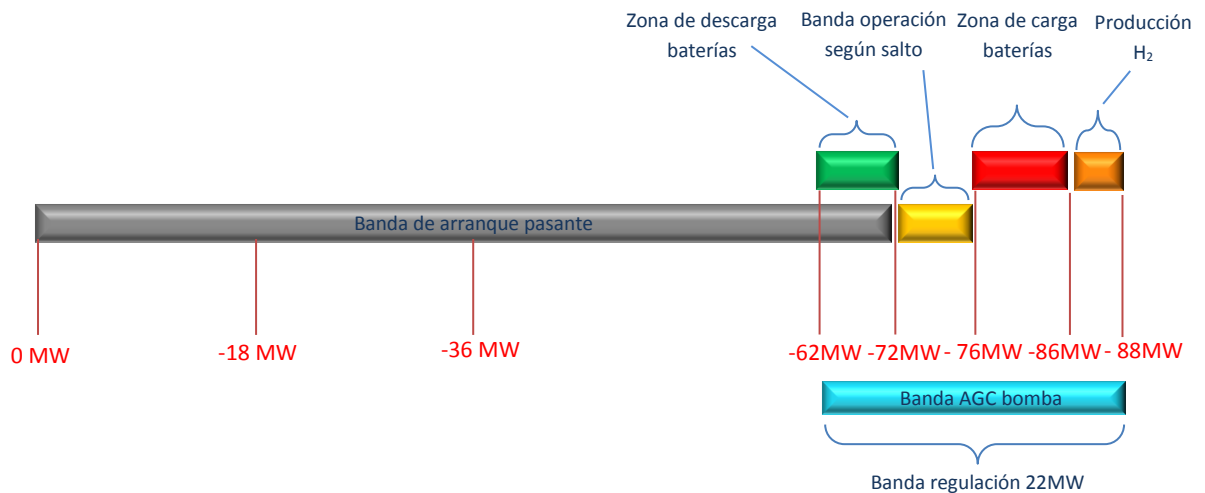 Zona de descarga
baterías
Banda operación
según salto
Zona de carga
baterías
Producción
H₂
Banda de arranque pasante
0 MW
-18 MW
-36 MW
-62MW
-72MW
- 76MW
-86MW
- 88MW
Banda AGC bomba
Banda regulación 22MW